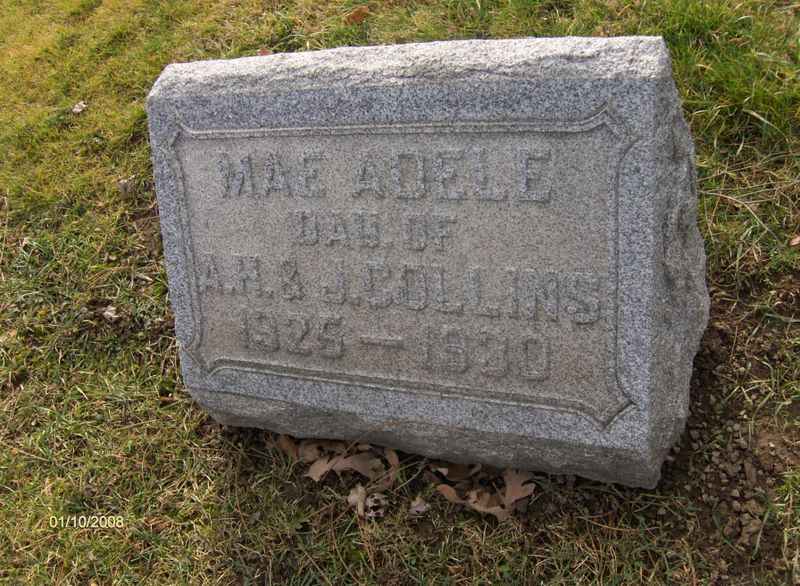 MAE ADELE
DAU. OF
A.H. & J. COLLINS
1925 — 1930
01/10/2008